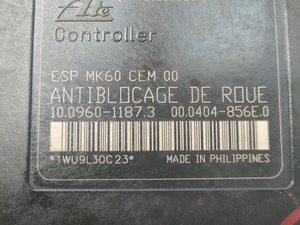 Ate
Controller
ESP MK60 CEM 00
ANTIBLOCAGE DE ROUE
10.0960-1187.3 00.0404-856E.0
*1WU9L30C23* MADE IN PHILIPPINES